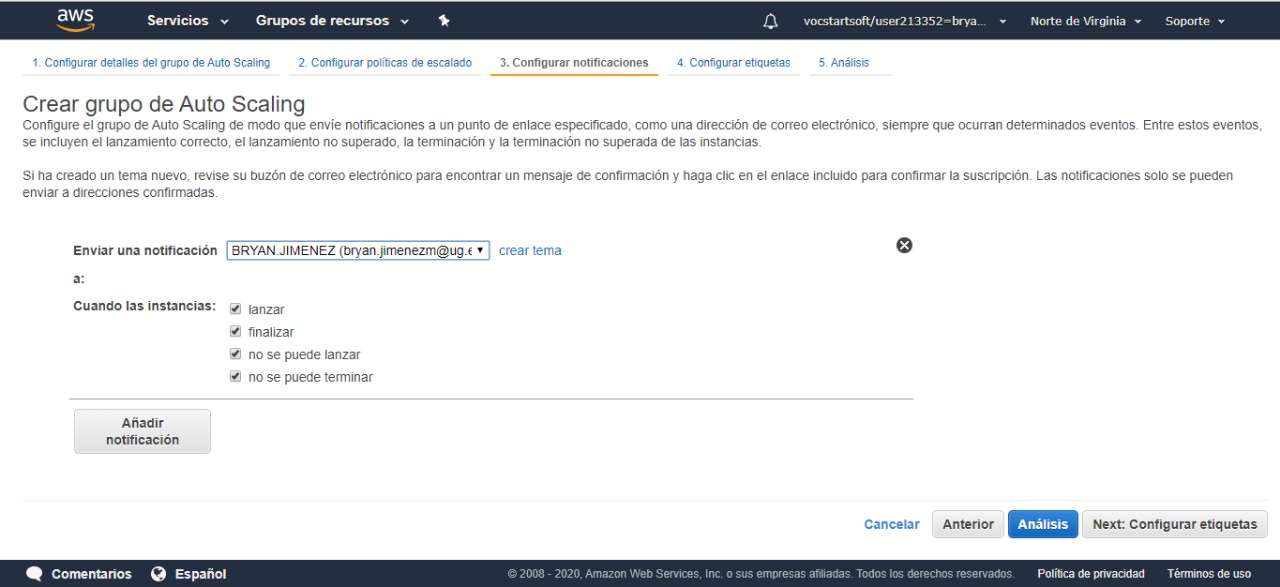 aws Servicios Grupos de recursos vocstartsoft/user213352=brya... Norte de Virginia Soporte
1. Configurar detalles del grupo de Auto Scaling 2. Configurar políticas de escalado 3. Configurar notificaciones 4. Configurar etiquetas 5. Análisis
Crear grupo de Auto Scaling
Configure el grupo de Auto Scaling de modo que envíe notificaciones a un punto de enlace especificado, como una dirección de correo electrónico, siempre que ocurran determinados eventos. Entre estos eventos,
se incluyen el lanzamiento correcto, el lanzamiento no superado, la terminación y la terminación no superada de las instancias.
Si ha creado un tema nuevo, revise su buzón de correo electrónico para encontrar un mensaje de confirmación y haga clic en el enlace incluido para confirmar la suscripción. Las notificaciones solo se pueden
enviar a direcciones confirmadas.
Enviar una notificación BRYAN.JIMENEZ (bryan.jimenezm@ug.e crear tema
a:
Cuando las instancias: lanzar
finalizar
no se puede lanzar
no se puede terminar
Añadir
notificación
Cancelar Anterior Análisis Next: Configurar etiquetas
Comentarios Español © 2008 - 2020, Amazon Web Services, Inc. o sus empresas afiliadas. Todos los derechos reservados. Política de privacidad Términos de uso